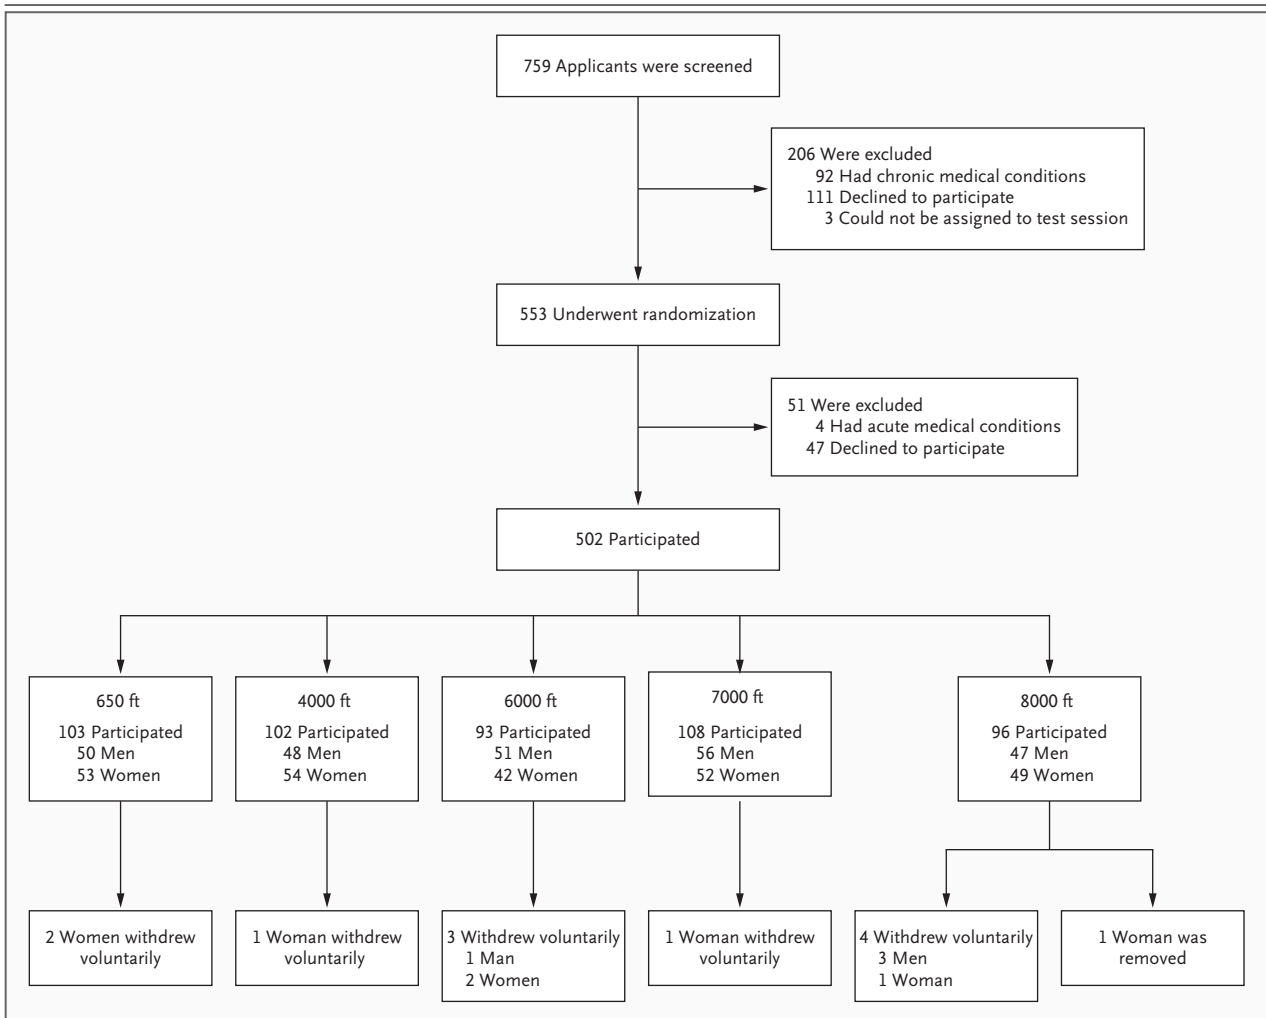 759 Applicants were screened
206 Were excluded
92 Had chronic medical conditions
111 Declined to participate
3 Could not be assigned to test session
553 Underwent randomization
51 Were excluded
4 Had acute medical conditions
47 Declined to participate
502 Participated
650 ft
103 Participated
50 Men
53 Women
4000 ft
102 Participated
48 Men
54 Women
6000 ft
93 Participated
51 Men
42 Women
7000 ft
108 Participated
56 Men
52 Women
8000 ft
96 Participated
47 Men
49 Women
2 Women withdrew
voluntarily
1 Woman withdrew
voluntarily
3 Withdrew voluntarily
1 Man
2 Women
1 Woman withdrew
voluntarily
4 Withdrew voluntarily
3 Men
1 Woman
1 Woman was
removed